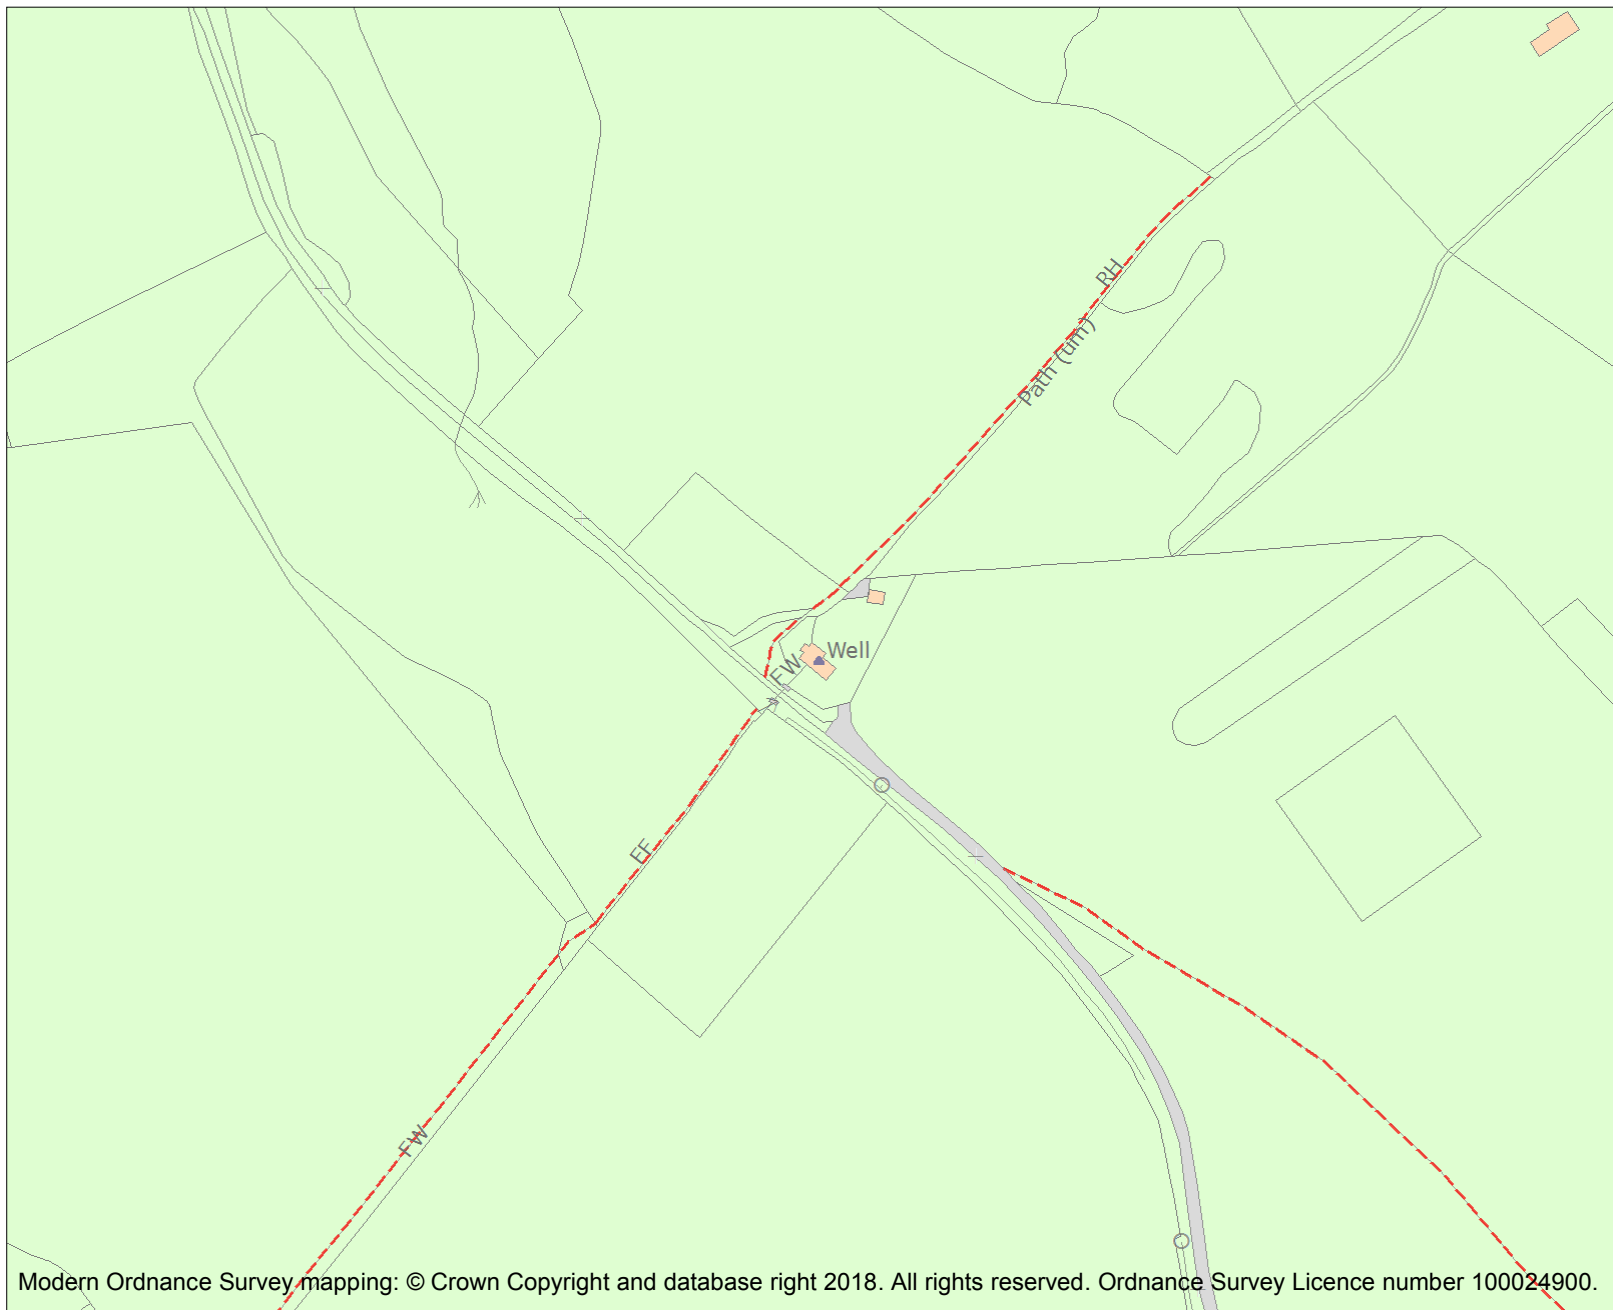 RH
Path (um)
Well
FW
EF
FW
Modern Ordnance Survey mapping: © Crown Copyright and database right 2018. All rights reserved. Ordnance Survey Licence number 100024900.